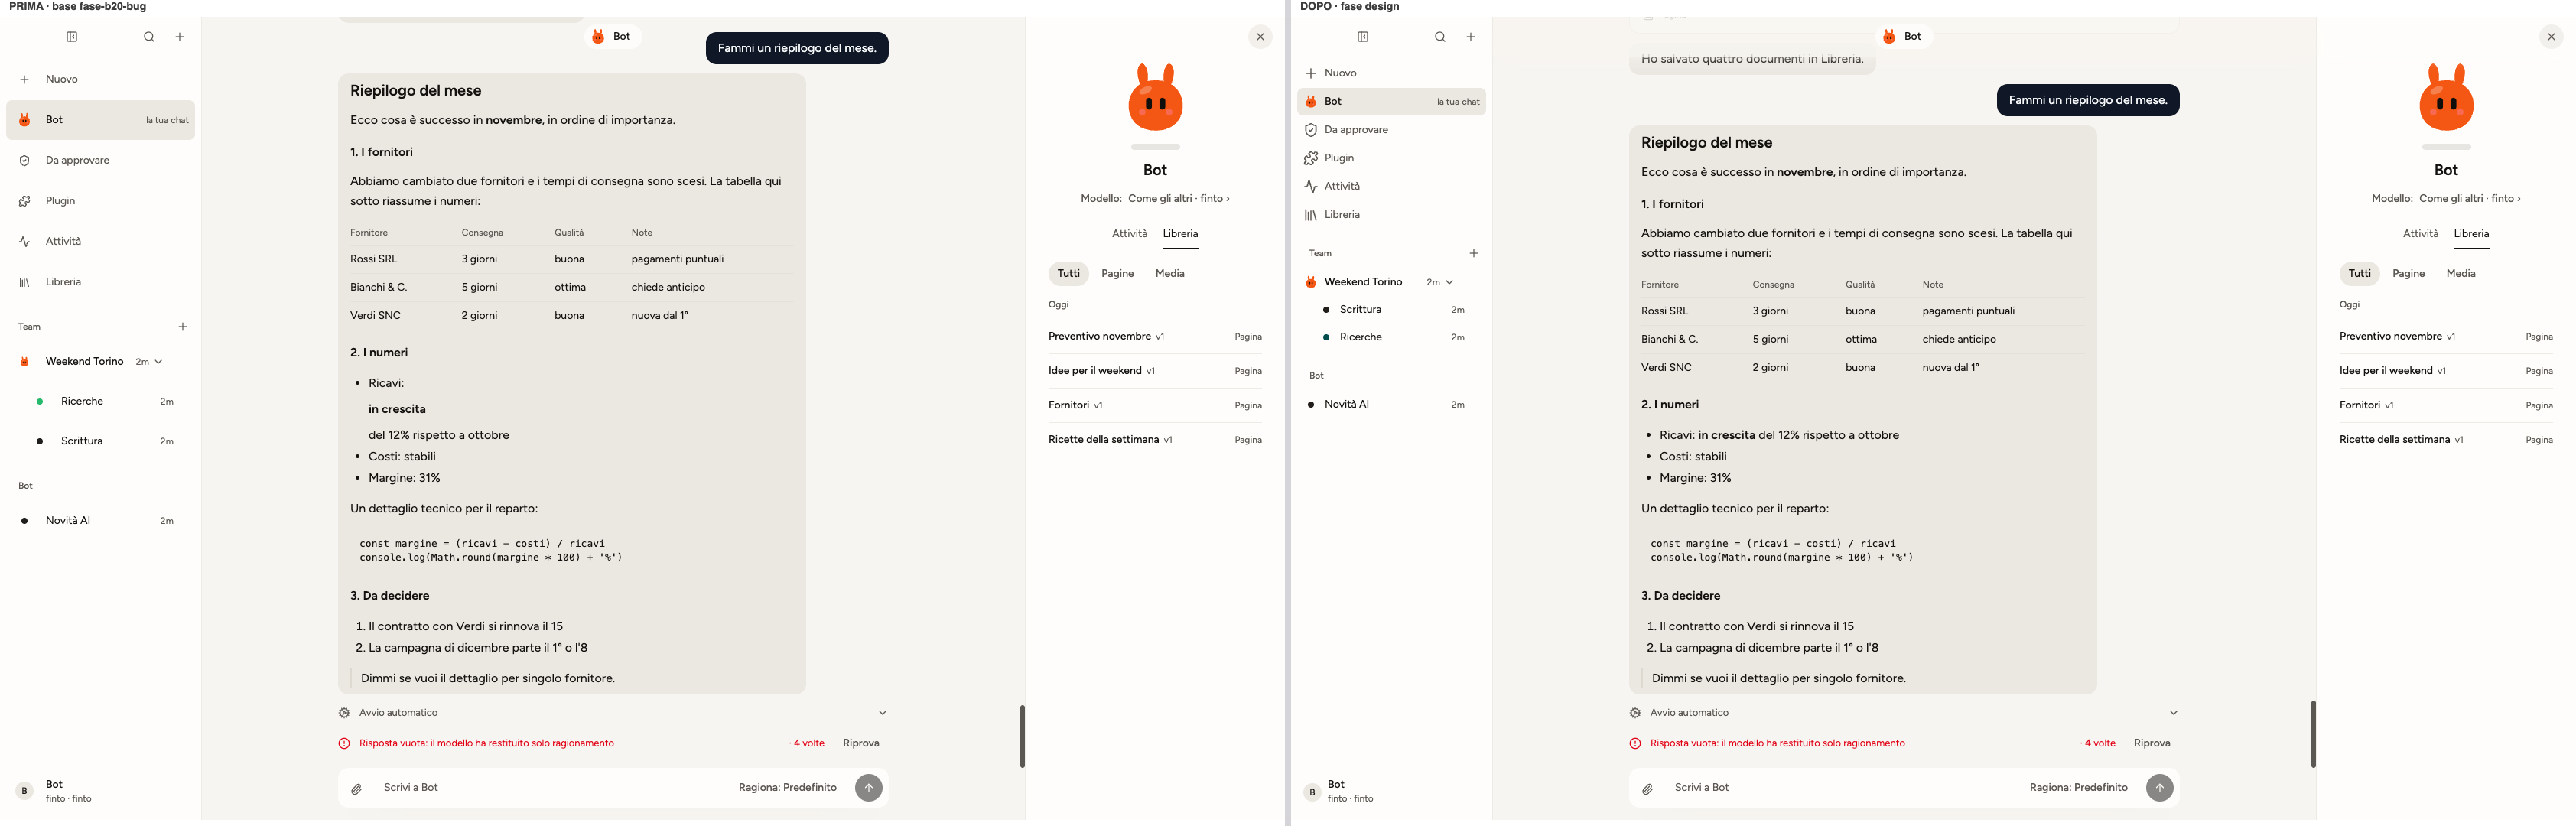 PRIMA · base fase-b20-bug
Nuovo
Bot
la tua chat
Da approvare
Plugin
Attività
Libreria
Team
Weekend Torino 2m
Ricerche 2m
Scrittura 2m
Bot
Novità AI 2m
B
Bot
finto · finto
Bot
Fammi un riepilogo del mese.
Riepilogo del mese
Ecco cosa è successo in novembre, in ordine di importanza.
1. I fornitori
Abbiamo cambiato due fornitori e i tempi di consegna sono scesi. La tabella qui
sotto riassume i numeri:
Fornitore Consegna Qualità Note
Rossi SRL 3 giorni buona pagamenti puntuali
Bianchi & C. 5 giorni ottima chiede anticipo
Verdi SNC 2 giorni buona nuova dal 1°
2. I numeri
• Ricavi:
in crescita
del 12% rispetto a ottobre
• Costi: stabili
• Margine: 31%
Un dettaglio tecnico per il reparto:
const margine = (ricavi − costi) / ricavi
console.log(Math.round(margine * 100) + '%')
3. Da decidere
1. Il contratto con Verdi si rinnova il 15
2. La campagna di dicembre parte il 1° o l'8
Dimmi se vuoi il dettaglio per singolo fornitore.
Avvio automatico
Risposta vuota: il modello ha restituito solo ragionamento · 4 volte Riprova
Scrivi a Bot Ragiona: Predefinito
Bot
Modello: Come gli altri · finto ›
Attività Libreria
Tutti Pagine Media
Oggi
Preventivo novembre v1 Pagina
Idee per il weekend v1 Pagina
Fornitori v1 Pagina
Ricette della settimana v1 Pagina
DOPO · fase design
Nuovo
Bot
la tua chat
Da approvare
Plugin
Attività
Libreria
Team
Weekend Torino 2m
Scrittura 2m
Ricerche 2m
Bot
Novità AI 2m
B
Bot
finto · finto
Bot
Ho salvato quattro documenti in Libreria.
Fammi un riepilogo del mese.
Riepilogo del mese
Ecco cosa è successo in novembre, in ordine di importanza.
1. I fornitori
Abbiamo cambiato due fornitori e i tempi di consegna sono scesi. La tabella qui
sotto riassume i numeri:
Fornitore Consegna Qualità Note
Rossi SRL 3 giorni buona pagamenti puntuali
Bianchi & C. 5 giorni ottima chiede anticipo
Verdi SNC 2 giorni buona nuova dal 1°
2. I numeri
• Ricavi: in crescita del 12% rispetto a ottobre
• Costi: stabili
• Margine: 31%
Un dettaglio tecnico per il reparto:
const margine = (ricavi − costi) / ricavi
console.log(Math.round(margine * 100) + '%')
3. Da decidere
1. Il contratto con Verdi si rinnova il 15
2. La campagna di dicembre parte il 1° o l'8
Dimmi se vuoi il dettaglio per singolo fornitore.
Avvio automatico
Risposta vuota: il modello ha restituito solo ragionamento · 4 volte Riprova
Scrivi a Bot Ragiona: Predefinito
Bot
Modello: Come gli altri · finto ›
Attività Libreria
Tutti Pagine Media
Oggi
Preventivo novembre v1 Pagina
Idee per il weekend v1 Pagina
Fornitori v1 Pagina
Ricette della settimana v1 Pagina